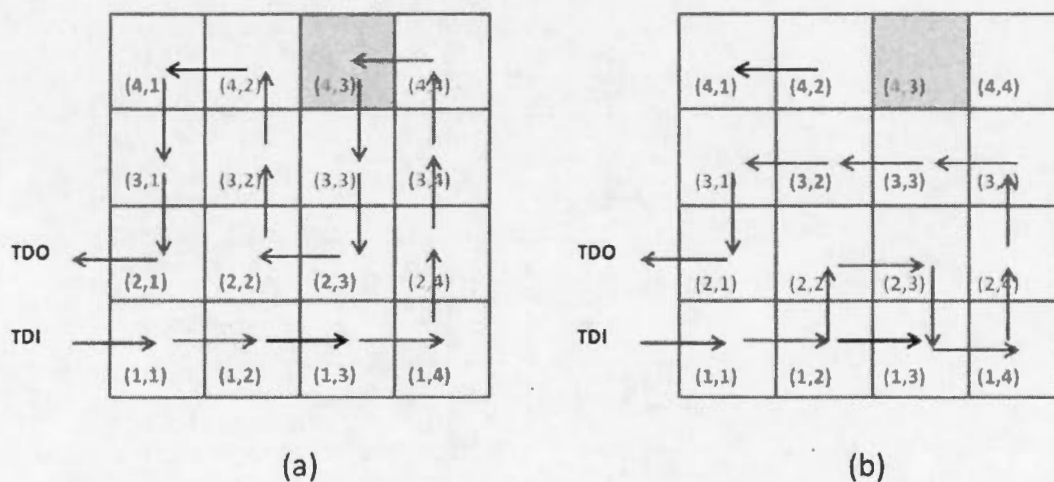 (4,1) (4,2) (4,3) (4,4) (4,1) (4,2) (4,3) (4,4)
(3,1) (3,2) (3,3) (3,4) (3,1) (3,2) (3,3)
TDO TDO
(2,1) (2,2) (2,3) (2,4) (2,1) (2,2) (2,3) (2,4)
TDI TDI
(1,1) (1,2) (1,3) (1,4) (1,1) (1,2) (1,3) (1,4)
(a) (b)